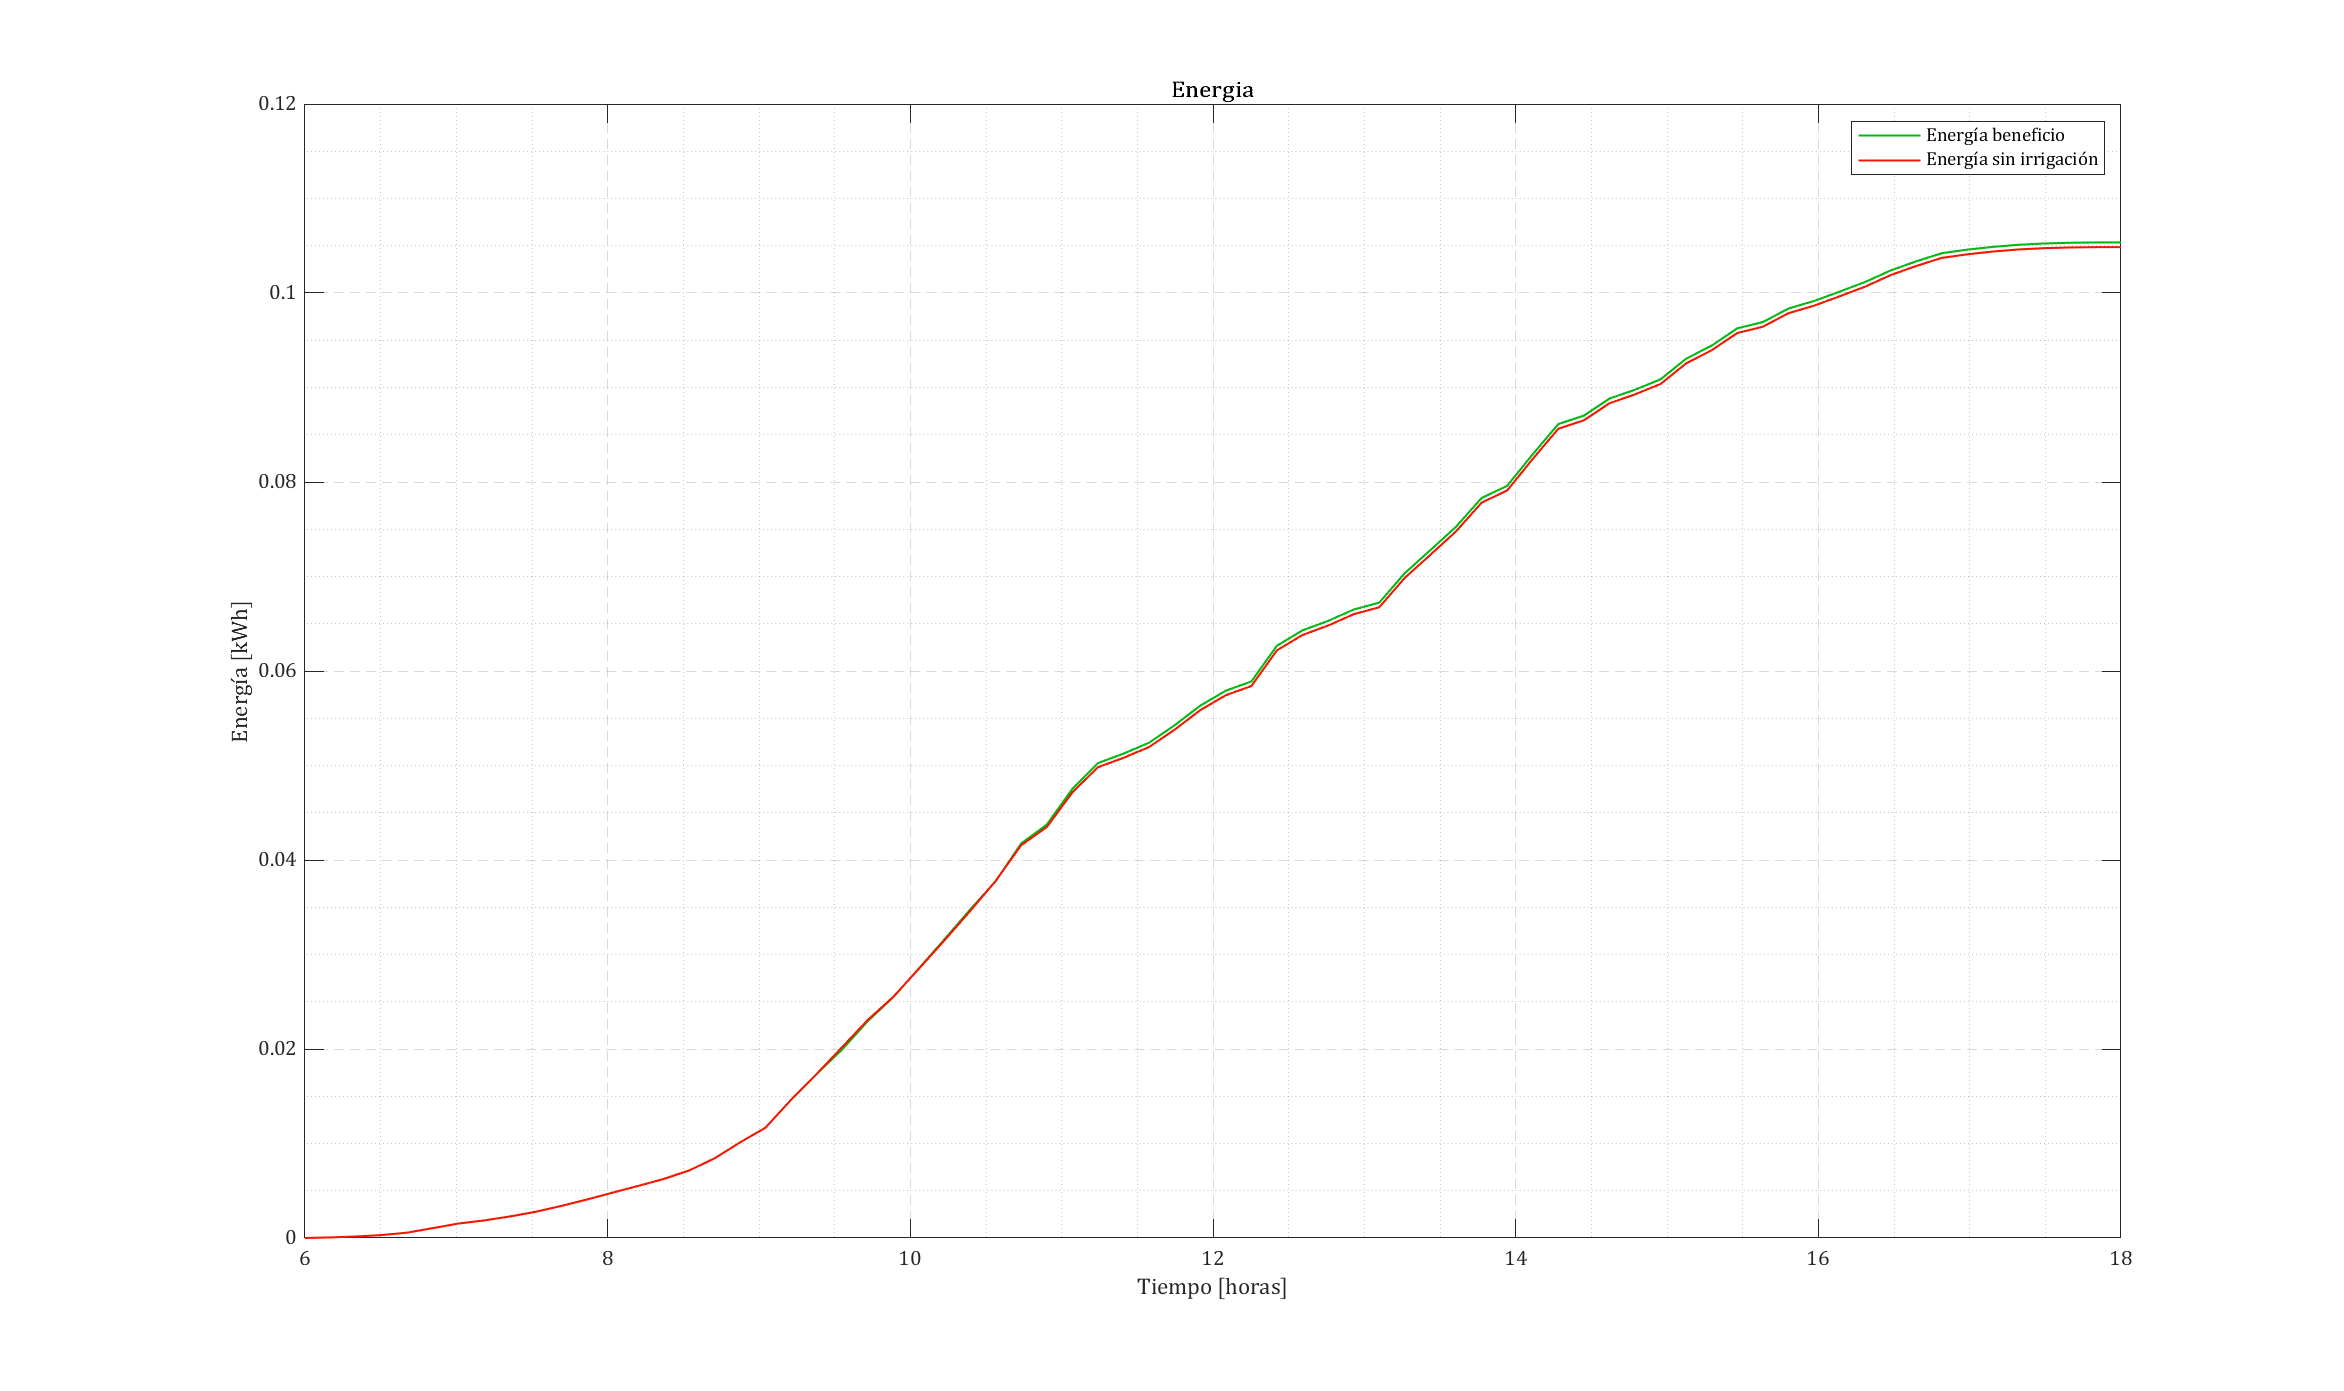 Energia
0.12
0.1
0.08
0.06
0.04
0.02
0
Energía [kWh]
6 8 10 12 14 16 18
Tiempo [horas]
Energía beneficio
Energía sin irrigación